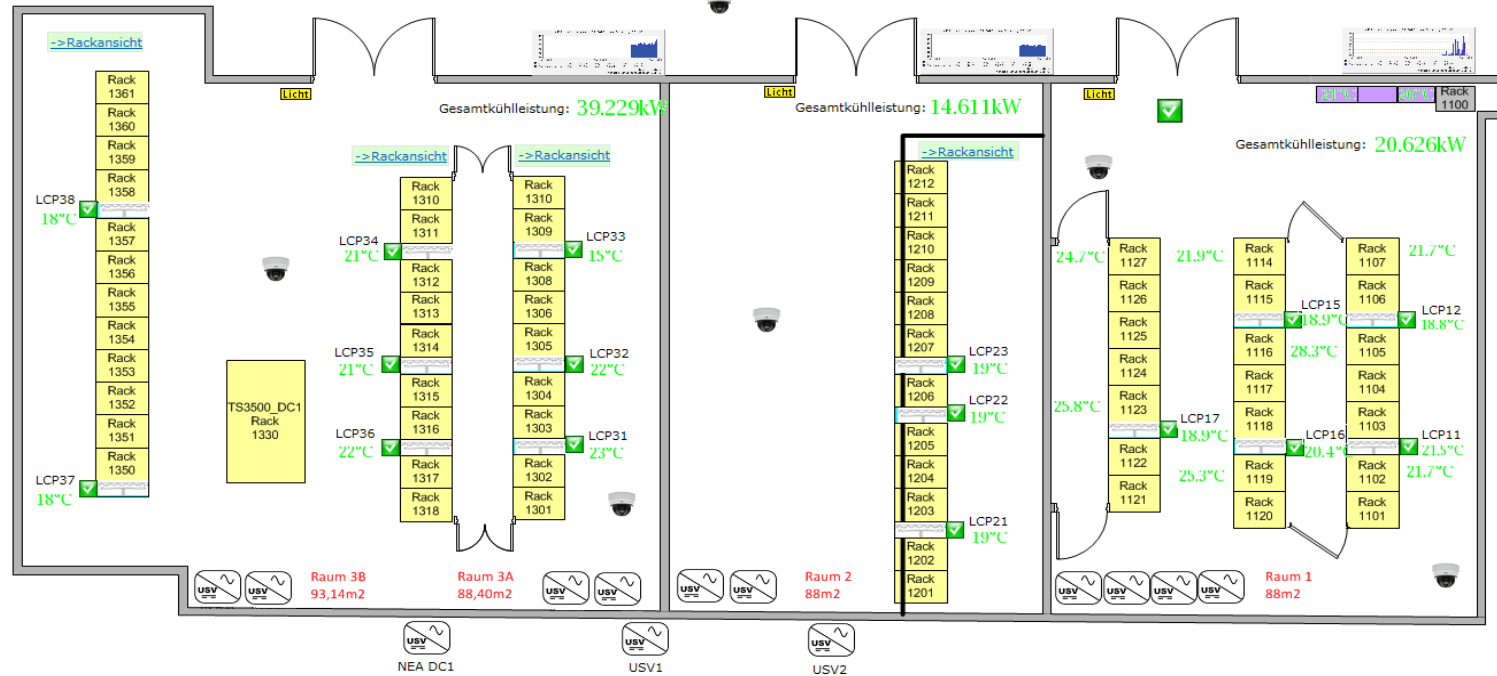 ->Rackansicht
Rack
1361
Rack
1360
Rack
1359
Rack
1358
LCP38
18°C
Rack
1357
Rack
1356
Rack
1355
Rack
1354
Rack
1353
Rack
1352
Rack
1351
Rack
1350
LCP37
18°C
TS3500_DC1
Rack
1330
Licht
Gesamtkühlleistung: 39.229kW
->Rackansicht
Rack
1310
Rack
1311
LCP34
21°C
Rack
1312
Rack
1313
Rack
1314
LCP35
21°C
Rack
1315
Rack
1316
LCP36
22°C
Rack
1317
Rack
1318
->Rackansicht
Rack
1310
Rack
1309
LCP33
15°C
Rack
1308
Rack
1306
Rack
1305
LCP32
22°C
Rack
1304
Rack
1303
LCP31
23°C
Rack
1302
Rack
1301
USV
USV
Raum 3B
93,14m2
Raum 3A
88,40m2
USV
USV
Licht
Gesamtkühlleistung: 14.611kW
->Rackansicht
Rack
1212
Rack
1211
Rack
1210
Rack
1209
Rack
1208
Rack
1207
LCP23
19°C
Rack
1206
LCP22
19°C
Rack
1205
Rack
1204
Rack
1203
LCP21
19°C
Rack
1202
Rack
1201
USV
USV
Raum 2
88m2
Licht
Rack
1100
Gesamtkühlleistung: 20.626kW
24.7°C
Rack
1127
Rack
1126
Rack
1125
Rack
1124
25.8°C
Rack
1123
LCP17
18.9°C
Rack
1122
Rack
1121
21.9°C
Rack
1114
Rack
1115
LCP15
18.9°C
Rack
1116
28.3°C
Rack
1117
Rack
1118
LCP16
20.4°C
25.3°C
Rack
1119
Rack
1120
Rack
1107
21.7°C
Rack
1106
LCP12
18.8°C
Rack
1105
Rack
1104
Rack
1103
LCP11
21.5°C
Rack
1102
21.7°C
Rack
1101
USV
USV
USV
USV
Raum 1
88m2
USV
NEA DC1
USV
USV1
USV
USV2